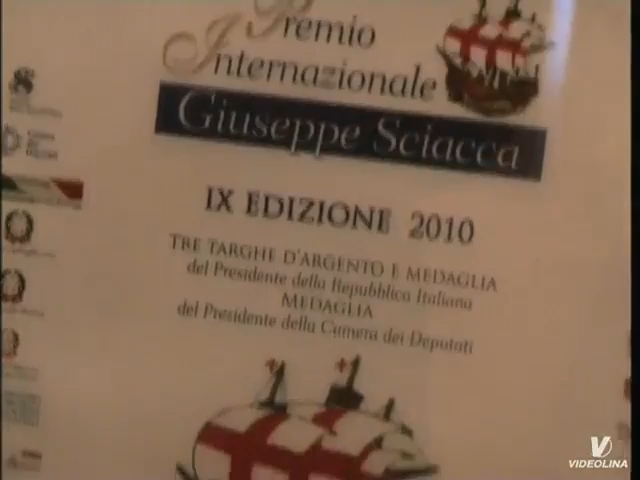 Premio
Internazionale
Giuseppe Sciacca
IX EDIZIONE 2010
TRE TARGHE D'ARGENTO E MEDAGLIA
del Presidente della Repubblica Italiana
MEDAGLIA
del Presidente della Camera dei Deputati
VIDEOLINA